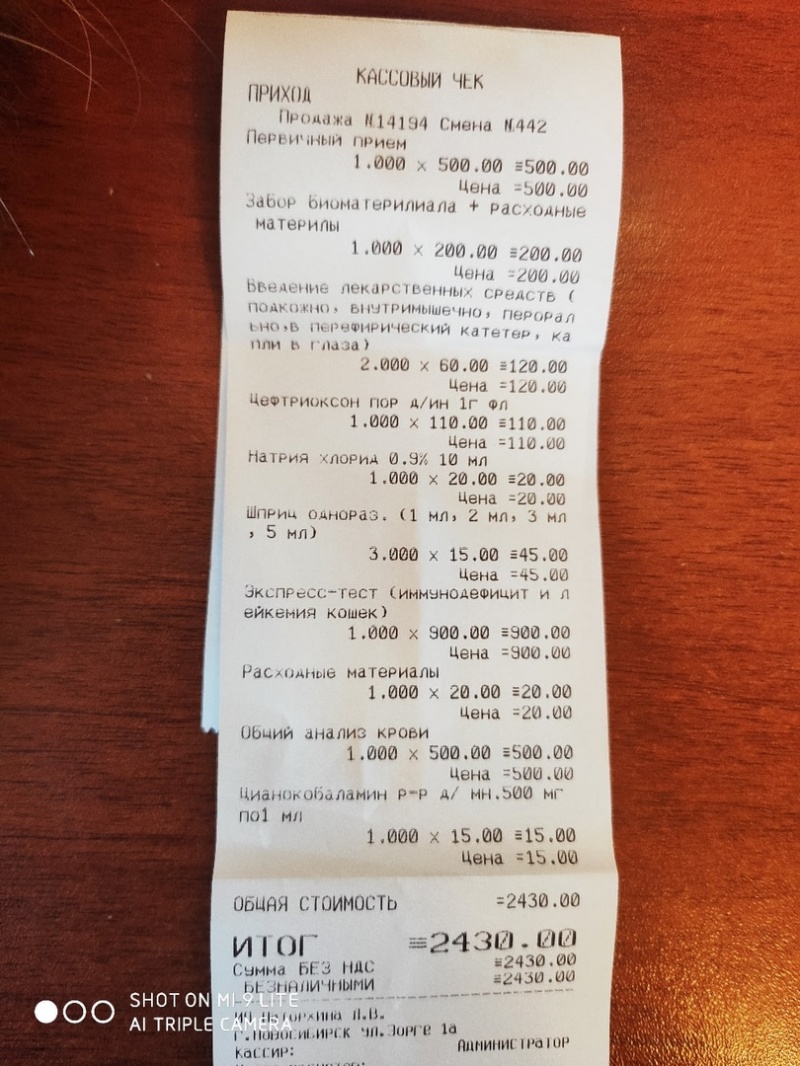 КАССОВЫЙ ЧЕК
ПРИХОД
Продажа №14194 Смена №442
Первичный прием
1.000 x 500.00 ≡500.00
Цена =500.00
Забор биоматерилиала + расходные
материлы
1.000 x 200.00 ≡200.00
Цена =200.00
Введение лекарственных средств (
подкожно, внутримышечно, перорал
ьно,в перефирический катетер, ка
пли в глаза)
2.000 x 60.00 ≡120.00
Цена =120.00
Цефтриоксон пор д/ин 1г фл
1.000 x 110.00 ≡110.00
Цена =110.00
Натрия хлорид 0.9% 10 мл
1.000 x 20.00 ≡20.00
Цена =20.00
Шприц однораз. (1 мл, 2 мл, 3 мл
, 5 мл)
3.000 x 15.00 ≡45.00
Цена =45.00
Экспресс-тест (иммунодефицит и л
ейкемия кошек)
1.000 x 900.00 ≡900.00
Цена =900.00
Расходные материалы
1.000 x 20.00 ≡20.00
Цена =20.00
Общий анализ крови
1.000 x 500.00 ≡500.00
Цена =500.00
Цианокобаламин р-р д/ ин.500 мг
по1 мл
1.000 x 15.00 ≡15.00
Цена =15.00
ОБЩАЯ СТОИМОСТЬ =2430.00
ИТОГ ≡2430.00
Сумма БЕЗ НДС ≡2430.00
БЕЗНАЛИЧНЫМИ ≡2430.00
Л.В.
г.Новосибирск ул.Зорге 1а
Кассир: Администратор
SHOT ON MI 9 LITE
AI TRIPLE CAMERA